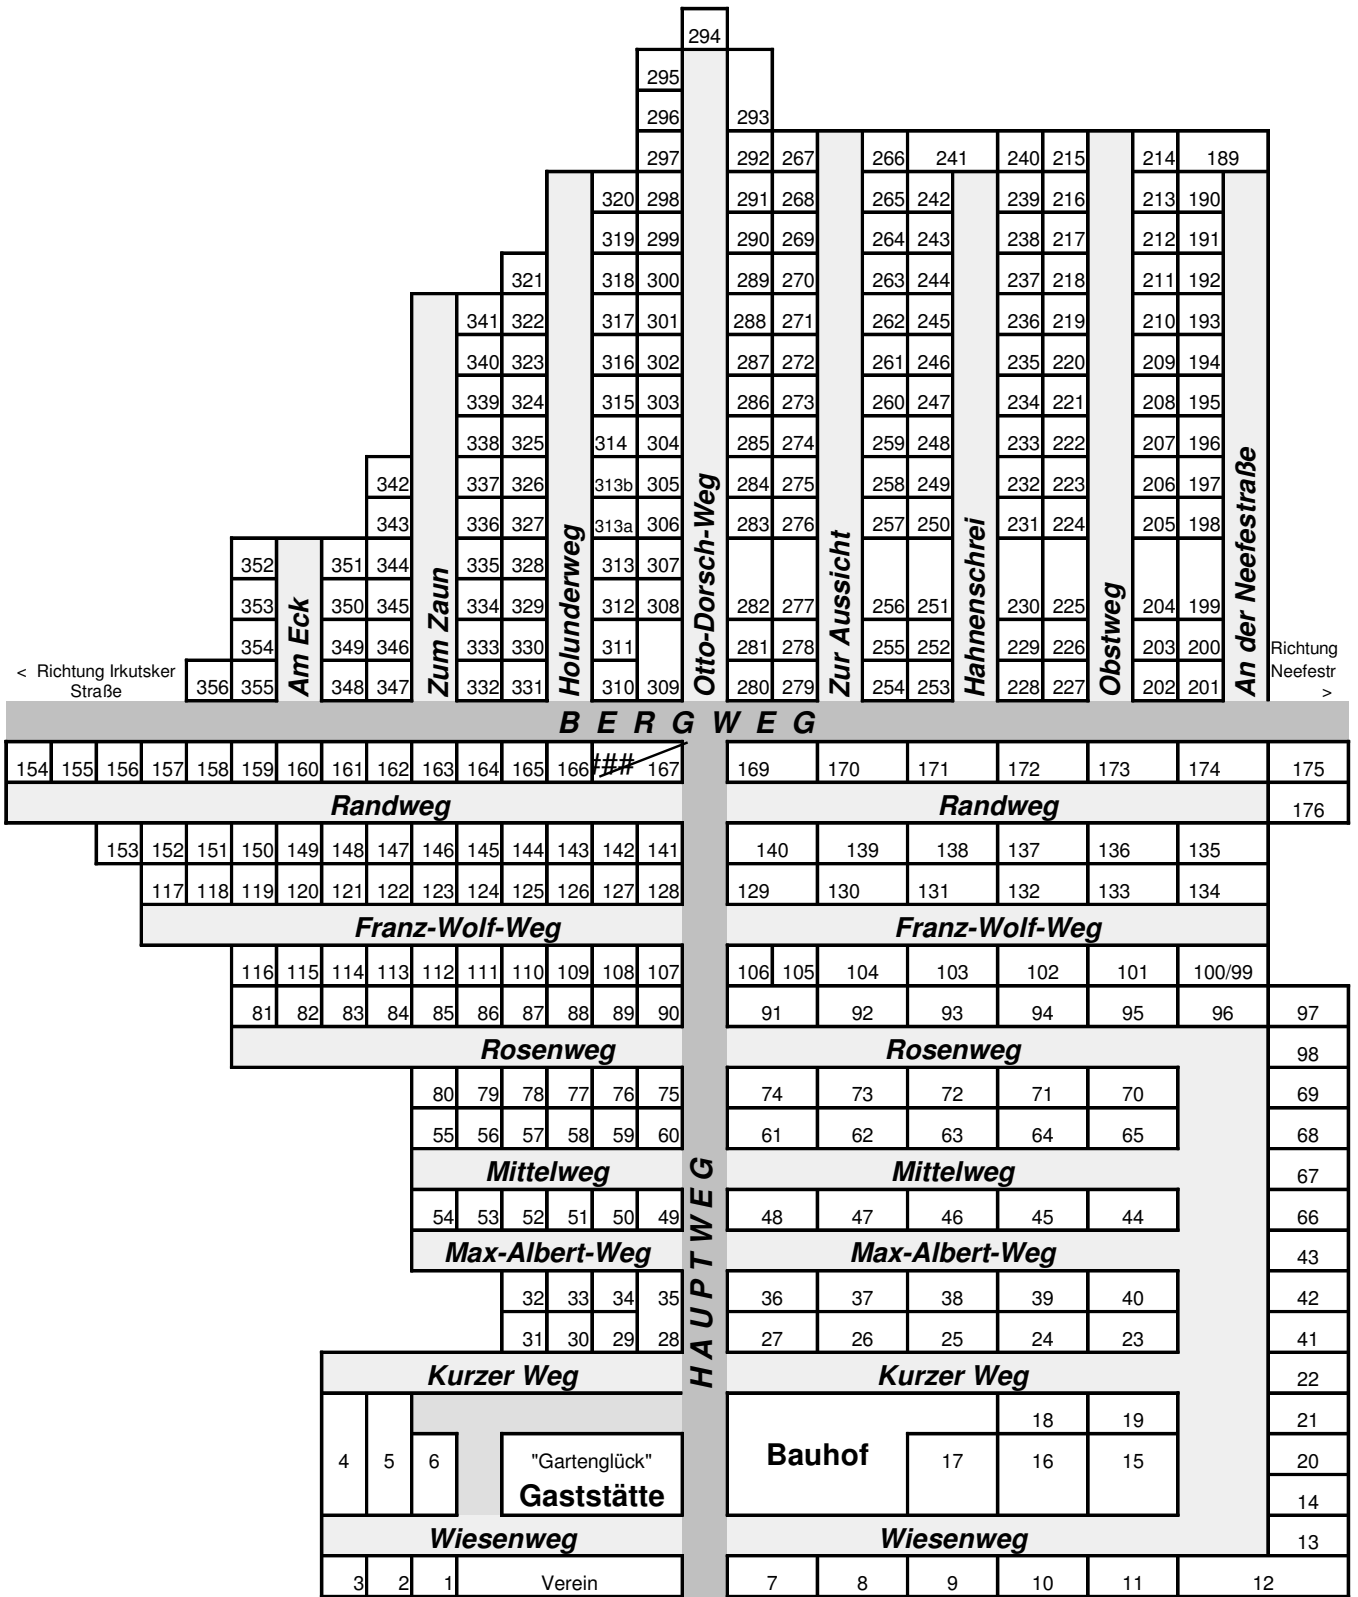 294
295
296 293
297 292 267 266 241 240 215 214 189
320 298 291 268 265 242 239 216 213 190
319 299 290 269 264 243 238 217 212 191
321 318 300 289 270 263 244 237 218 211 192
341 322 317 301 288 271 262 245 236 219 210 193
340 323 316 302 287 272 261 246 235 220 209 194
339 324 315 303 286 273 260 247 234 221 208 195
338 325 314 304 285 274 259 248 233 222 207 196
342 337 326 313b 305 284 275 258 249 232 223 206 197
343 336 327 313a 306 283 276 257 250 231 224 205 198
352 351 344 335 328 313 307
353 350 345 334 329 312 308 282 277 256 251 230 225 204 199
354 349 346 333 330 311 281 278 255 252 229 226 203 200
356 355 348 347 332 331 310 309 280 279 254 253 228 227 202 201
Am Eck
Zum Zaun
Holunderweg
Otto-Dorsch-Weg
Zur Aussicht
Hahnenschrei
Obstweg
An der Neefestraße
< Richtung Irkutsker
Straße
Richtung
Neefestr
>
BERGWEG
154 155 156 157 158 159 160 161 162 163 164 165 166 ### 167 169 170 171 172 173 174 175
Randweg Randweg 176
153 152 151 150 149 148 147 146 145 144 143 142 141 140 139 138 137 136 135
117 118 119 120 121 122 123 124 125 126 127 128 129 130 131 132 133 134
Franz-Wolf-Weg Franz-Wolf-Weg
116 115 114 113 112 111 110 109 108 107 106 105 104 103 102 101 100/99
81 82 83 84 85 86 87 88 89 90 91 92 93 94 95 96 97
Rosenweg Rosenweg 98
80 79 78 77 76 75 74 73 72 71 70 69
55 56 57 58 59 60 61 62 63 64 65 68
Mittelweg Mittelweg 67
54 53 52 51 50 49 48 47 46 45 44 66
Max-Albert-Weg Max-Albert-Weg 43
HAUPTWEG
32 33 34 35 36 37 38 39 40 42
31 30 29 28 27 26 25 24 23 41
Kurzer Weg Kurzer Weg 22
18 19 21
4 5 6 "Gartenglück" Bauhof 17 16 15 20
Gaststätte 14
Wiesenweg Wiesenweg 13
3 2 1 Verein 7 8 9 10 11 12